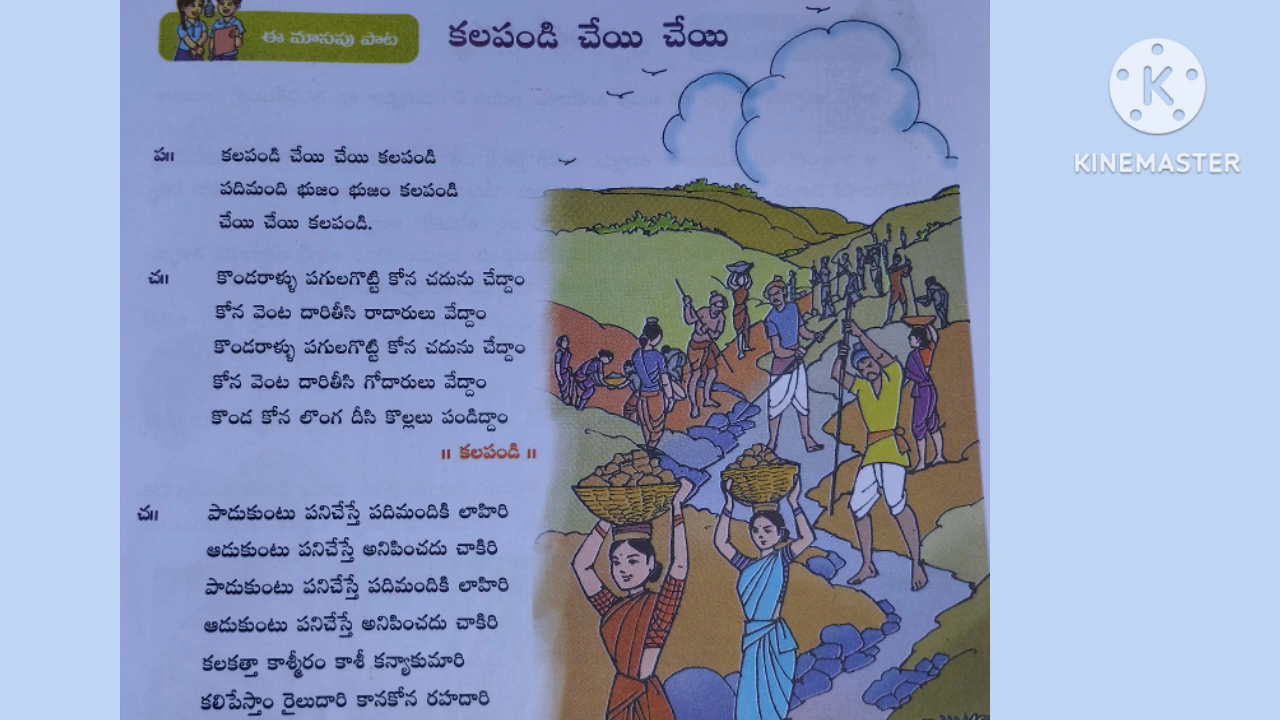 ఈ మాసపు పాట
కలపండి చేయి చేయి
ప॥ కలపండి చేయి చేయి కలపండి
పదిమంది భుజం భుజం కలపండి
చేయి చేయి కలపండి.
చ॥ కొండరాళ్ళు పగులగొట్టి కోన చదును చేద్దాం
కోన వెంట దారితీసి రాదారులు వేద్దాం
కొండరాళ్ళు పగులగొట్టి కోన చదును చేద్దాం
కోన వెంట దారితీసి గోదారులు వేద్దాం
కొండ కోన లొంగ దీసి కొల్లలు పండిద్దాం
॥ కలపండి ॥
చ॥ పాడుకుంటు పనిచేస్తే పదిమందికి లాహిరి
ఆడుకుంటు పనిచేస్తే అనిపించదు చాకిరి
పాడుకుంటు పనిచేస్తే పదిమందికి లాహిరి
ఆడుకుంటు పనిచేస్తే అనిపించదు చాకిరి
కలకత్తా కాశ్మీరం కాశీ కన్యాకుమారి
కలిపేస్తాం రైలుదారి కానకోన రహదారి
KINEMASTER